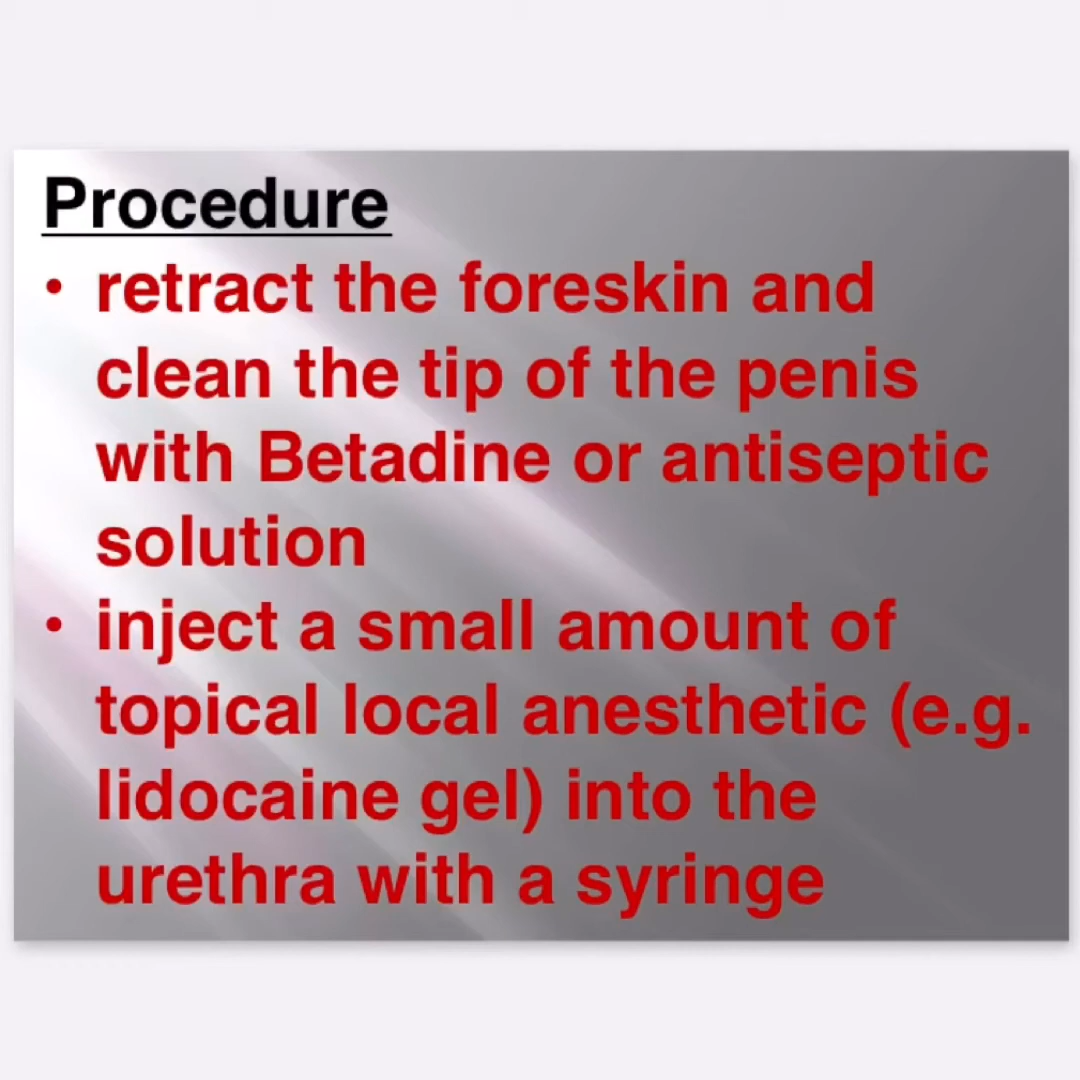 Procedure
• retract the foreskin and
clean the tip of the penis
with Betadine or antiseptic
solution
• inject a small amount of
topical local anesthetic (e.g.
lidocaine gel) into the
urethra with a syringe